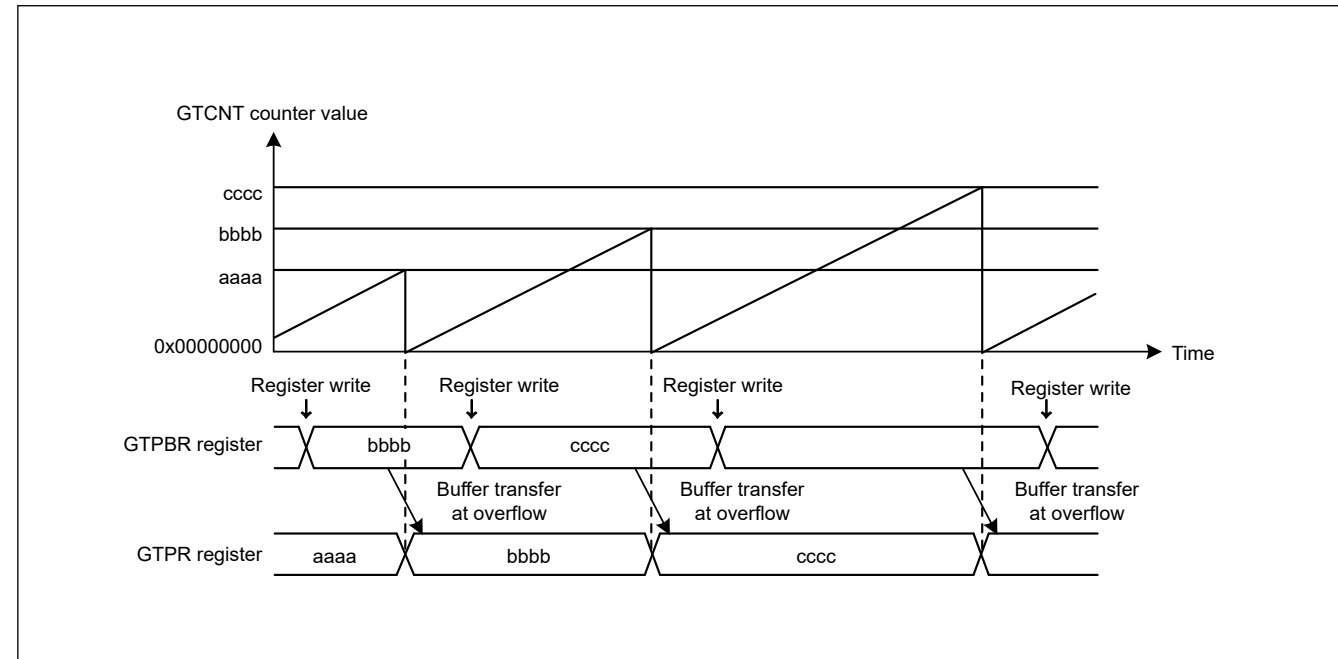 GTCNT counter value
cccc
bbbb
aaaa
0x00000000
Time
Register write
Register write
Register write
Register write
GTPBR register
bbbb
cccc
Buffer transfer
at overflow
Buffer transfer
at overflow
Buffer transfer
at overflow
GTPR register
aaaa
bbbb
cccc